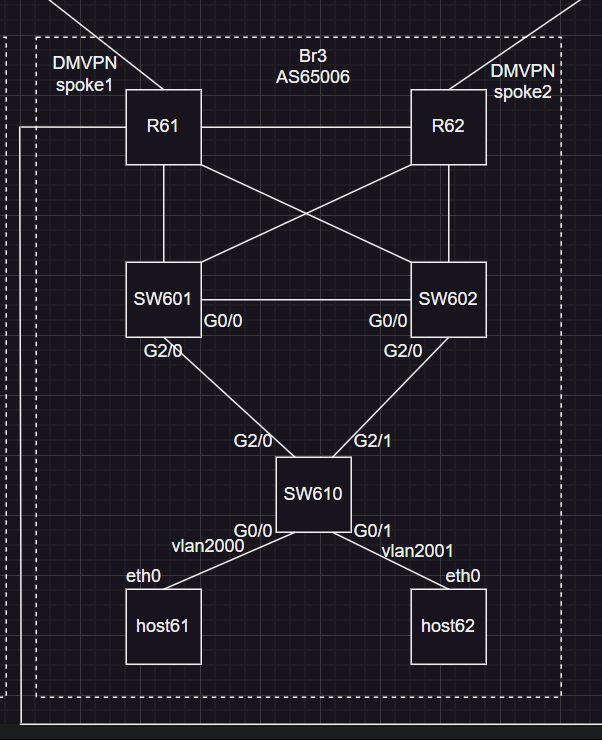 Br3
AS65006
DMVPN
spoke1
DMVPN
spoke2
R61
R62
SW601
SW602
G0/0
G0/0
G2/0
G2/0
G2/0
G2/1
SW610
G0/0
G0/1
vlan2000
vlan2001
eth0
eth0
host61
host62